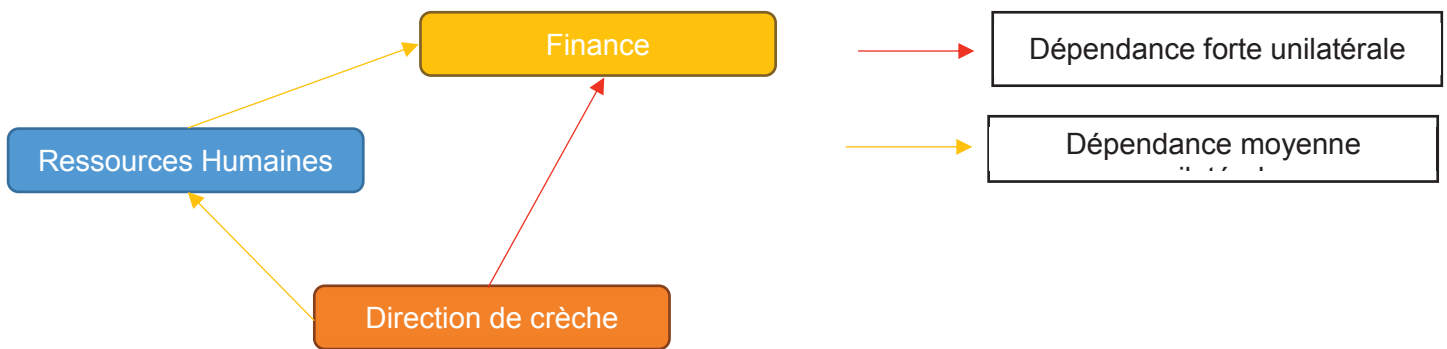 Finance
Dépendance forte unilatérale
Ressources Humaines
Dépendance moyenne
Direction de crèche